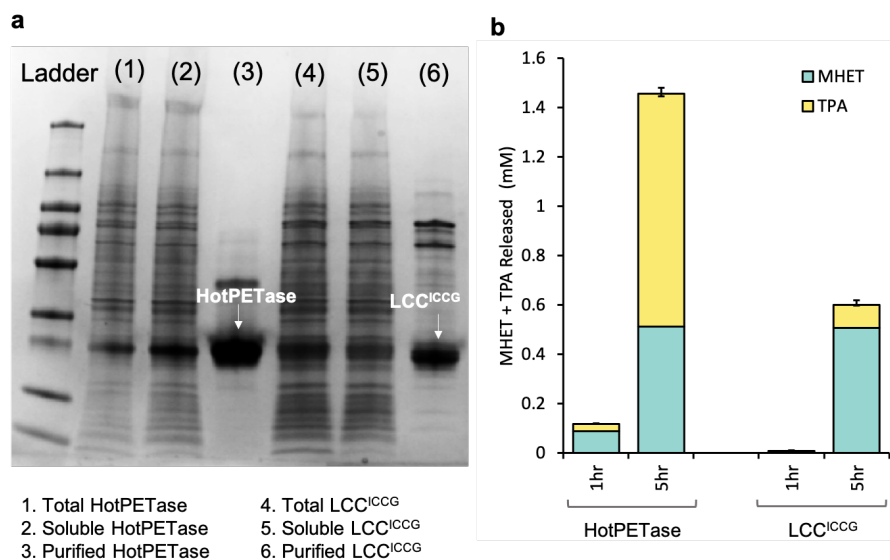 a
Ladder (1) (2) (3) (4) (5) (6)
HotPETase
LCCᴵᶜᶜᴳ
1. Total HotPETase
2. Soluble HotPETase
3. Purified HotPETase
4. Total LCCᴵᶜᶜᴳ
5. Soluble LCCᴵᶜᶜᴳ
6. Purified LCCᴵᶜᶜᴳ
b
MHET + TPA Released (mM)
1.6
1.4
1.2
1
0.8
0.6
0.4
0.2
0
MHET
TPA
1hr
5hr
1hr
5hr
HotPETase
LCCᴵᶜᶜᴳ